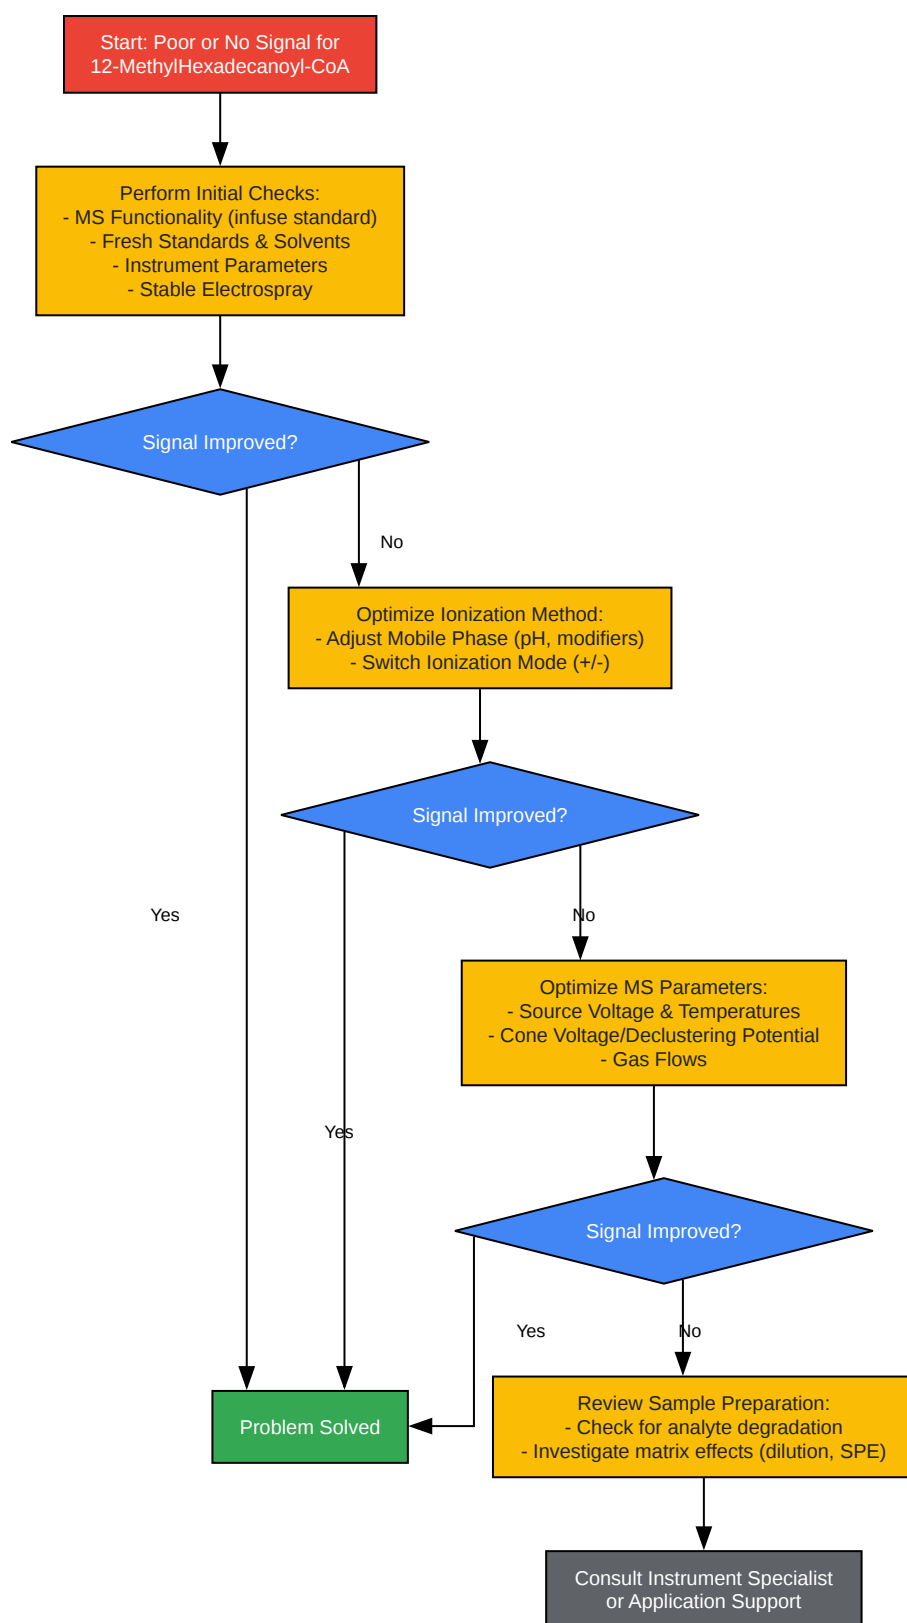 Start: Poor or No Signal for
12-MethylHexadecanoyl-CoA
Perform Initial Checks:
- MS Functionality (infuse standard)
- Fresh Standards & Solvents
- Instrument Parameters
- Stable Electrospray
Signal Improved?
No
Optimize Ionization Method:
- Adjust Mobile Phase (pH, modifiers)
- Switch Ionization Mode (+/-)
Signal Improved?
Yes
No
Optimize MS Parameters:
- Source Voltage & Temperatures
- Cone Voltage/Declustering Potential
- Gas Flows
Yes
Signal Improved?
Yes
No
Problem Solved
Review Sample Preparation:
- Check for analyte degradation
- Investigate matrix effects (dilution, SPE)
Consult Instrument Specialist
or Application Support